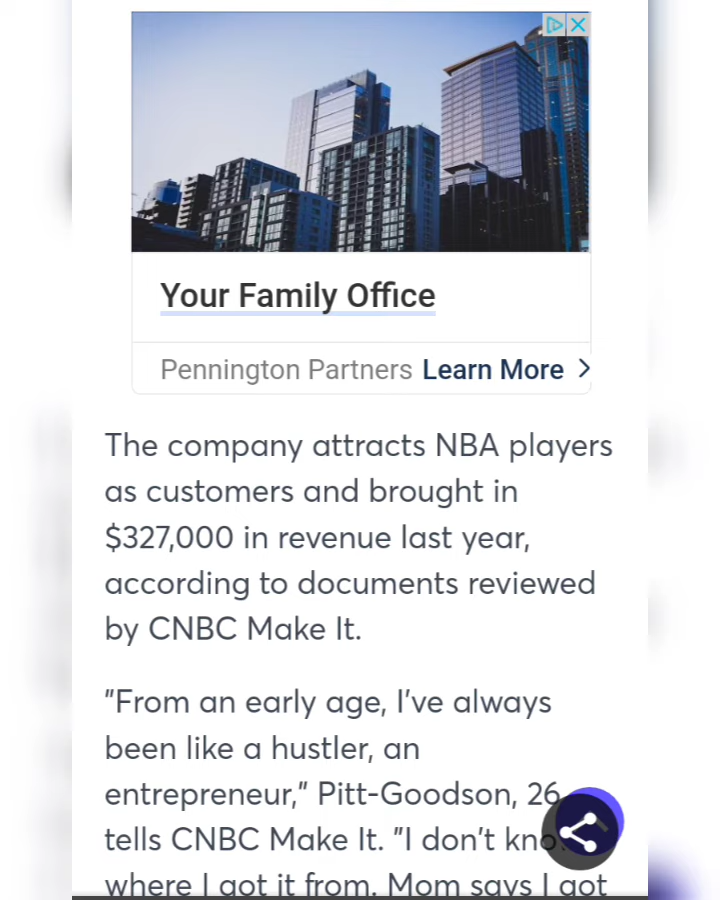 Your Family Office
Pennington Partners Learn More
The company attracts NBA players
as customers and brought in
$327,000 in revenue last year,
according to documents reviewed
by CNBC Make It.
"From an early age, I've always
been like a hustler, an
entrepreneur," Pitt-Goodson, 26,
tells CNBC Make It. "I don't know
where I got it from. Mom says I got